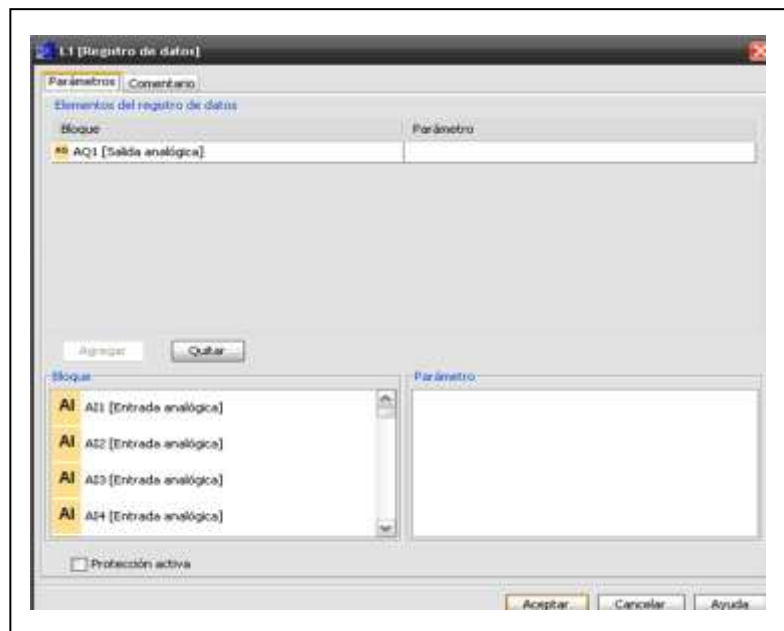 L1 [Registro de datos]
Parámetros Comentario
Elementos del registro de datos
Bloque Parámetro
AQ AQ1 [Salida analógica]
Agregar Quitar
Bloque Parámetro
AI AI1 [Entrada analógica]
AI AI2 [Entrada analógica]
AI AI3 [Entrada analógica]
AI AI4 [Entrada analógica]
Protección activa
Aceptar Cancelar Ayuda